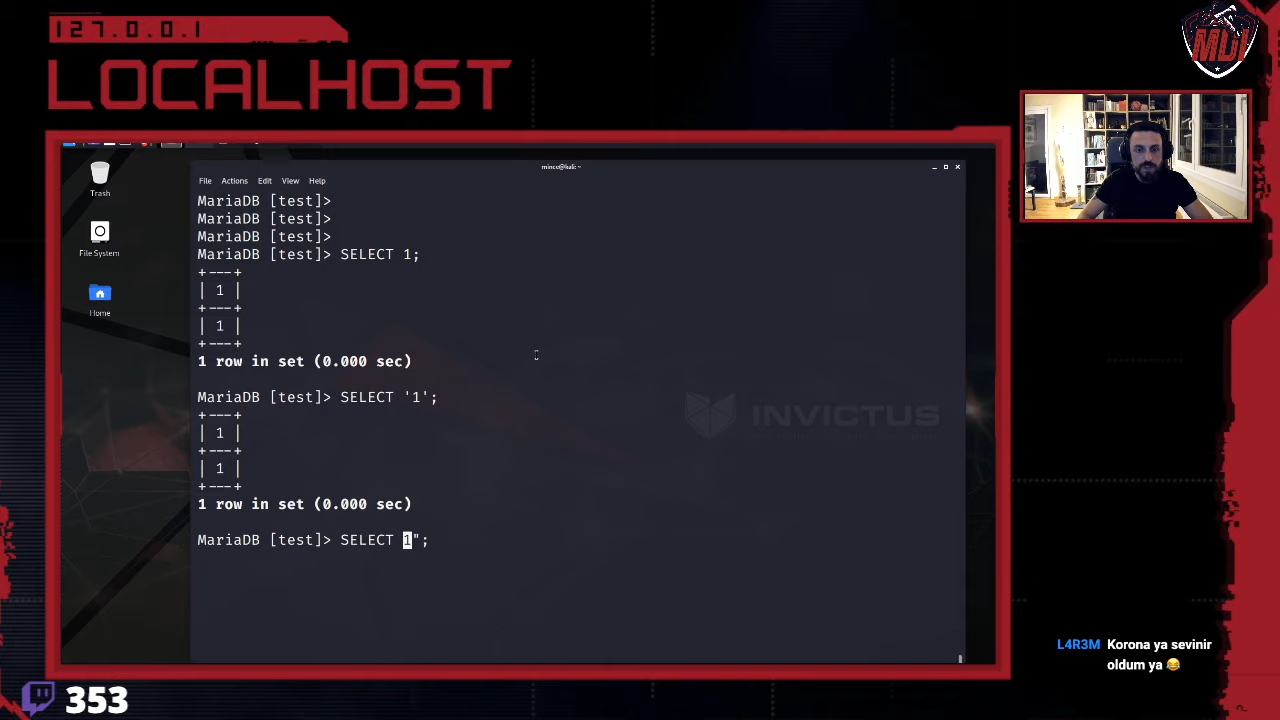 127.0.0.1
LOCALHOST
MDI
mince@kali: ~
File Actions Edit View Help
Trash
File System
Home
MariaDB [test]>
MariaDB [test]>
MariaDB [test]>
MariaDB [test]> SELECT 1;
+---+
| 1 |
+---+
| 1 |
+---+
1 row in set (0.000 sec)
MariaDB [test]> SELECT '1';
+---+
| 1 |
+---+
| 1 |
+---+
1 row in set (0.000 sec)
MariaDB [test]> SELECT 1";
INVICTUS
L4R3M Korona ya sevinir
oldum ya 😂
353